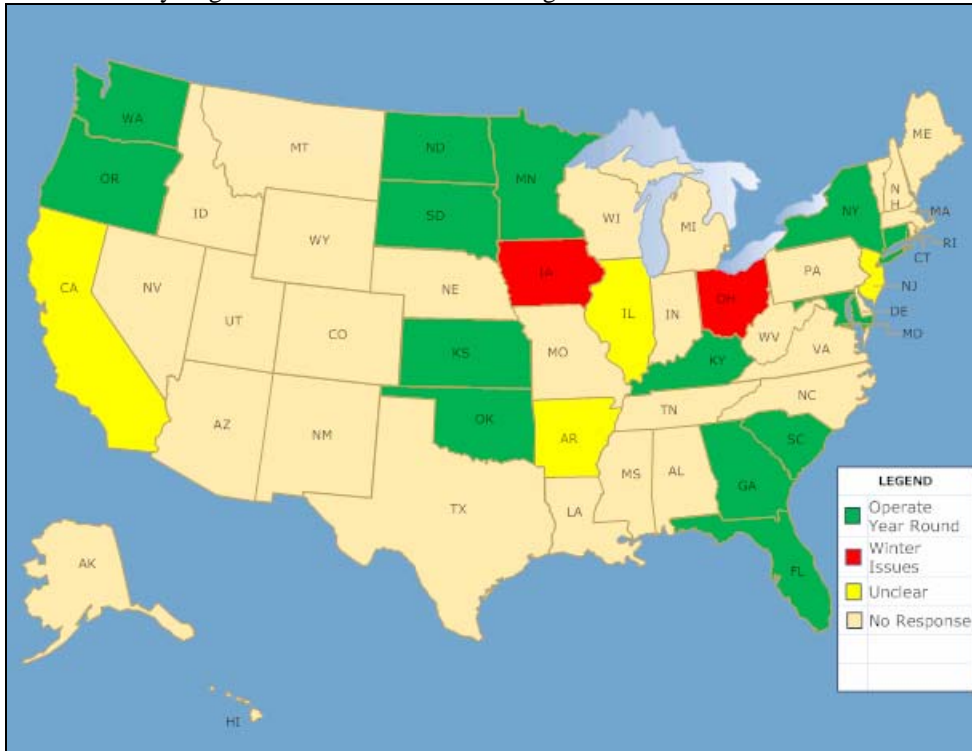 WA
MT
ND
MN
ME
OR
ID
SD
WI
MI
NY
N
H
MA
WY
RI
CT
CA
NV
NE
IA
PA
NJ
UT
CO
IL
IN
OH
DE
MD
KS
MO
WV
VA
KY
NC
AZ
NM
OK
AR
TN
SC
MS
AL
GA
TX
LA
FL
AK
HI
LEGEND
Operate
Year Round
Winter
Issues
Unclear
No Response